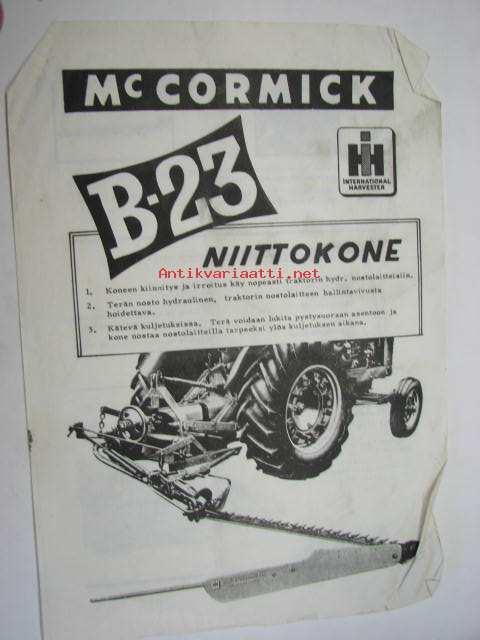 McCORMICK
B-23
IH
INTERNATIONAL
HARVESTER
NIITTOKONE
Antikvariaatti.net
1. Koneen kiinnitys ja irroitus käy nopeasti traktorin hydr. nostolaitteisiin.
2. Terän nosto hydraulinen, traktorin nostolaitteen hallintavivusta
hoidettava.
3. Kätevä kuljetuksissa. Terä voidaan lukita pystysuoraan asentoon ja
kone nostaa nostolaitteilla tarpeeksi ylös kuljetuksen aikana.